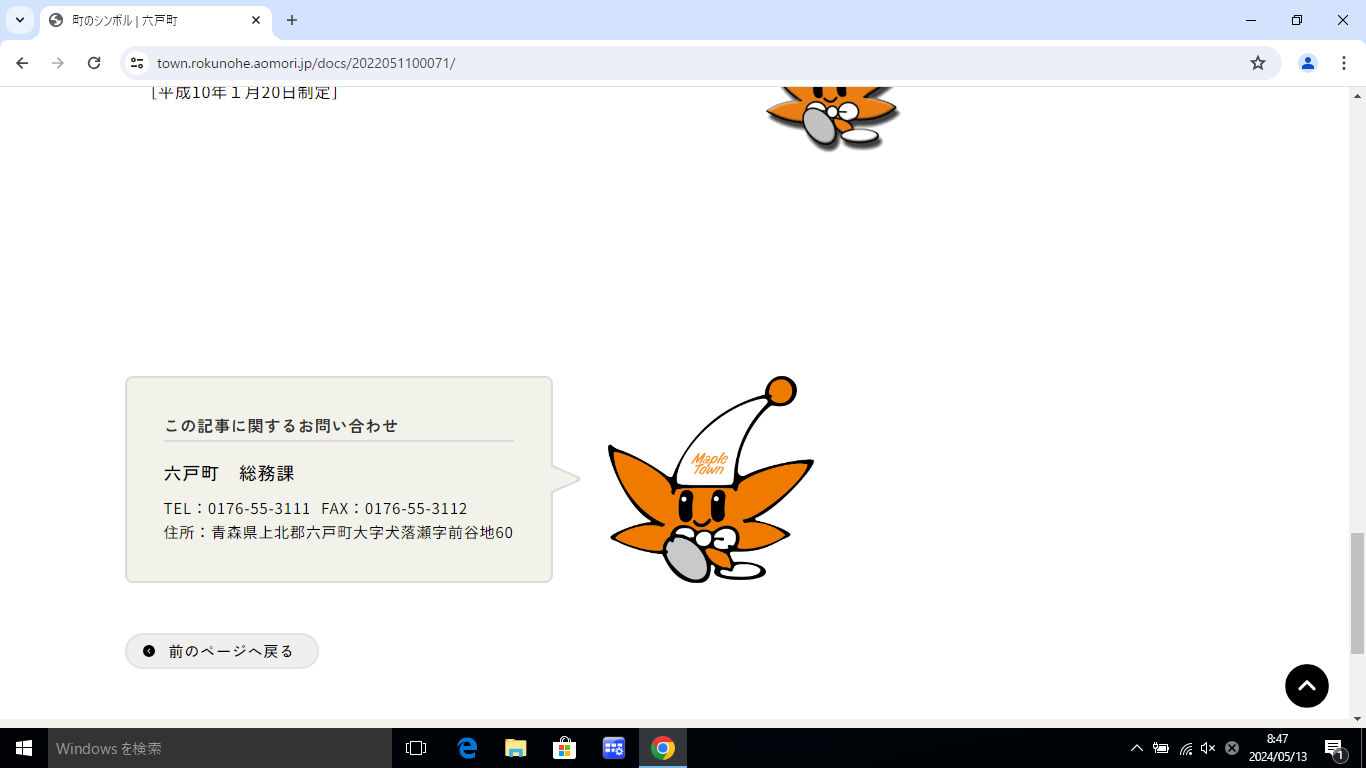 町のシンボル | 六戸町
town.rokunohe.aomori.jp/docs/2022051100071/
[平成10年１月20日制定]
Maple
Town
この記事に関するお問い合わせ
六戸町　総務課
TEL：0176-55-3111 FAX：0176-55-3112
住所：青森県上北郡六戸町大字犬落瀬字前谷地60
前のページへ戻る
Windows を検索
8:47
2024/05/13
1